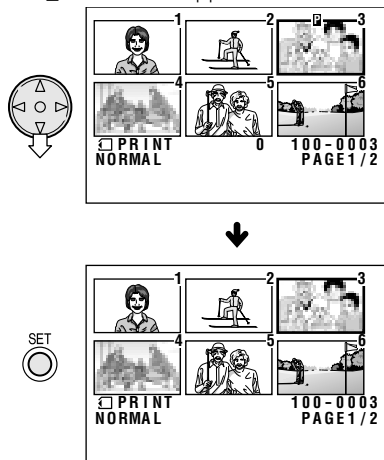 1 2 P 3
4 5 6
PRINT 0 100-0003
NORMAL PAGE1/2
1 2 3
SET
4 5 6
PRINT 100-0003
NORMAL PAGE1/2